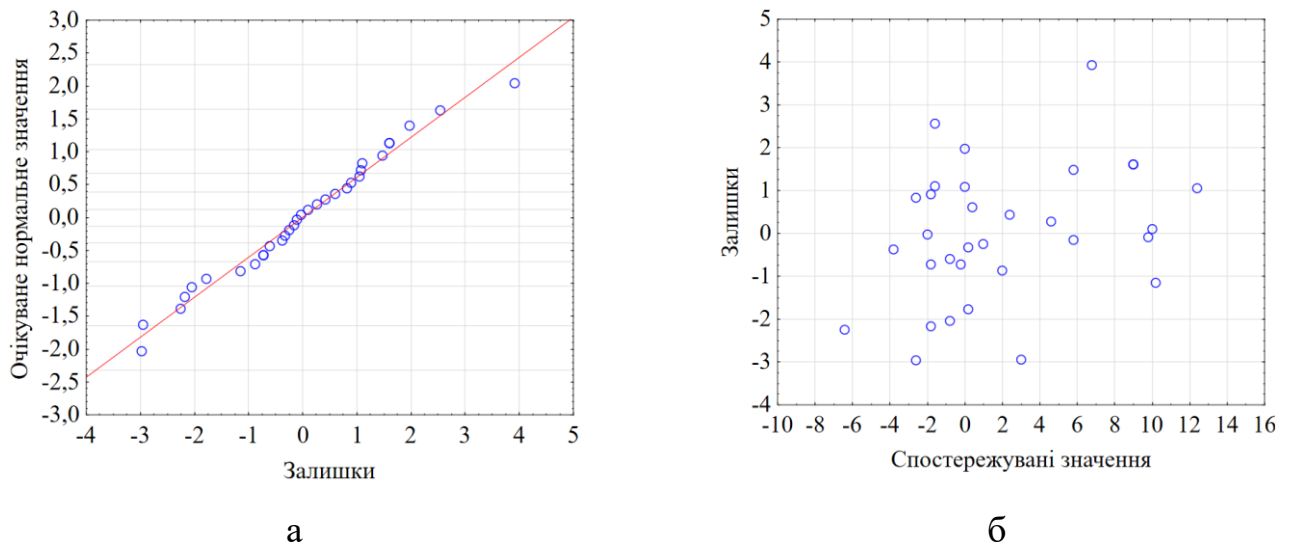 3,0
2,5
2,0
1,5
1,0
0,5
0,0
-0,5
-1,0
-1,5
-2,0
-2,5
-3,0
Очікуване нормальне значення
-4 -3 -2 -1 0 1 2 3 4 5
Залишки
а
5
4
3
2
1
0
-1
-2
-3
-4
Залишки
-10 -8 -6 -4 -2 0 2 4 6 8 10 12 14 16
Спостережувані значення
б